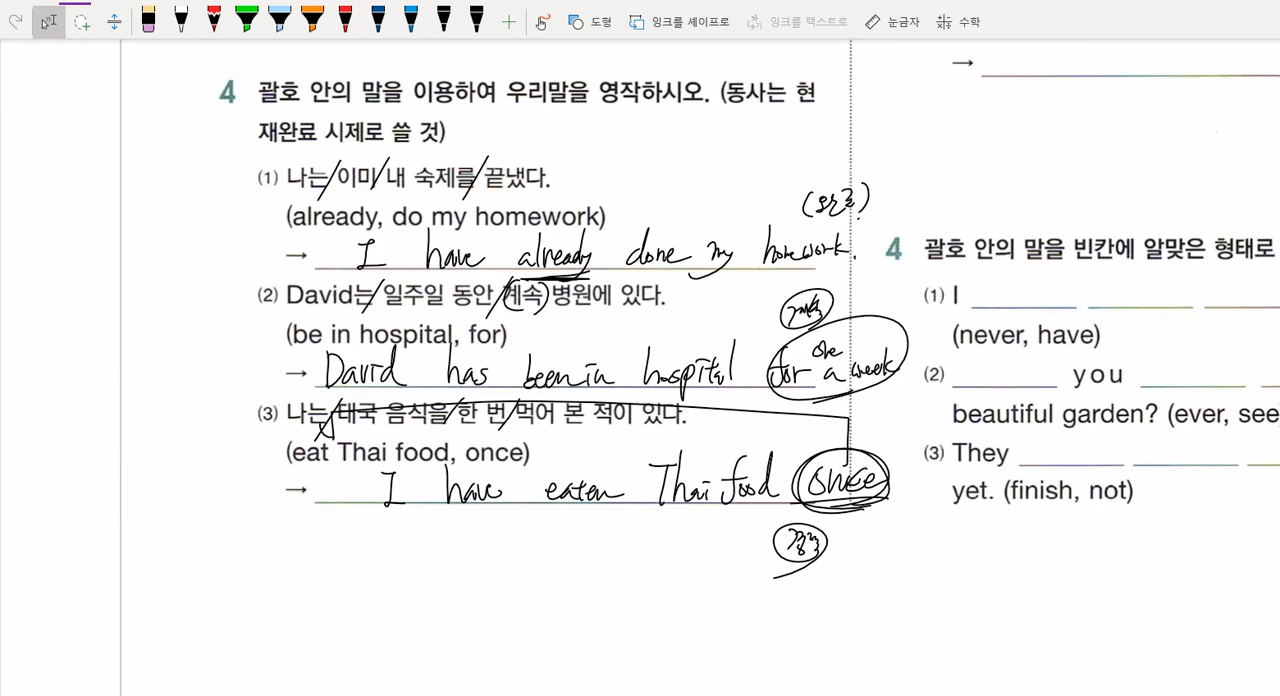 도형
잉크를 셰이프로
잉크를 텍스트로
눈금자
수학
4 괄호 안의 말을 이용하여 우리말을 영작하시오. (동사는 현
재완료 시제로 쓸 것)
(1) 나는/이미/내 숙제를/끝냈다.
(already, do my homework)
(완료)
→ I have already done my homework.
(2) David는/일주일 동안/계속 병원에 있다.
(be in hospital, for)
계속
one
→ David has been in hospital for a week
(3) 나는/태국 음식을/한 번/먹어 본 적이 있다.
(eat Thai food, once)
→ I have eaten Thai food once
경험
→
4 괄호 안의 말을 빈칸에 알맞은 형태로
(1) I
(never, have)
(2) you
beautiful garden? (ever, see
(3) They
yet. (finish, not)